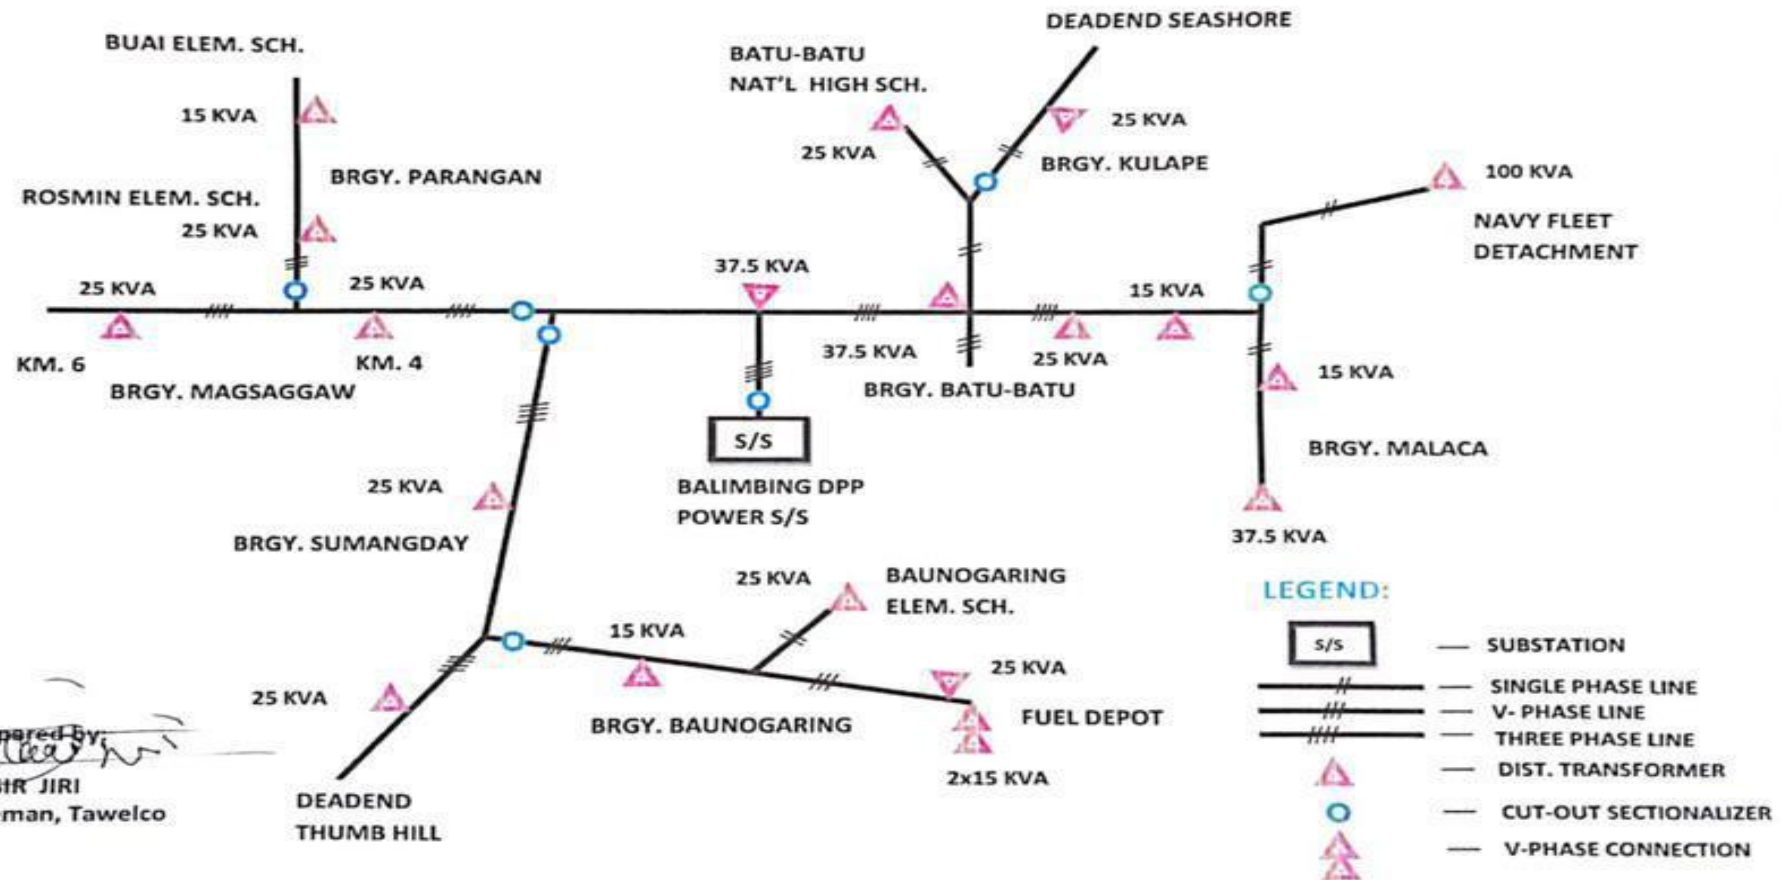 DEADEND SEASHORE
BUAI ELEM. SCH.
BATU-BATU
NAT'L HIGH SCH.
15 KVA
25 KVA
25 KVA
BRGY. KULAPE
BRGY. PARANGAN
100 KVA
ROSMIN ELEM. SCH.
25 KVA
NAVY FLEET
DETACHMENT
37.5 KVA
25 KVA
25 KVA
15 KVA
37.5 KVA
25 KVA
KM. 6
KM. 4
15 KVA
BRGY. MAGSAGGAW
BRGY. BATU-BATU
S/S
BRGY. MALACA
25 KVA
BALIMBING DPP
POWER S/S
37.5 KVA
BRGY. SUMANGDAY
25 KVA
BAUNOGARING
ELEM. SCH.
LEGEND:
15 KVA
S/S
SUBSTATION
25 KVA
SINGLE PHASE LINE
25 KVA
V- PHASE LINE
BRGY. BAUNOGARING
FUEL DEPOT
THREE PHASE LINE
by:
2x15 KVA
DIST. TRANSFORMER
JIRI
DEADEND
THUMB HILL
Tawelco
CUT-OUT SECTIONALIZER
V-PHASE CONNECTION